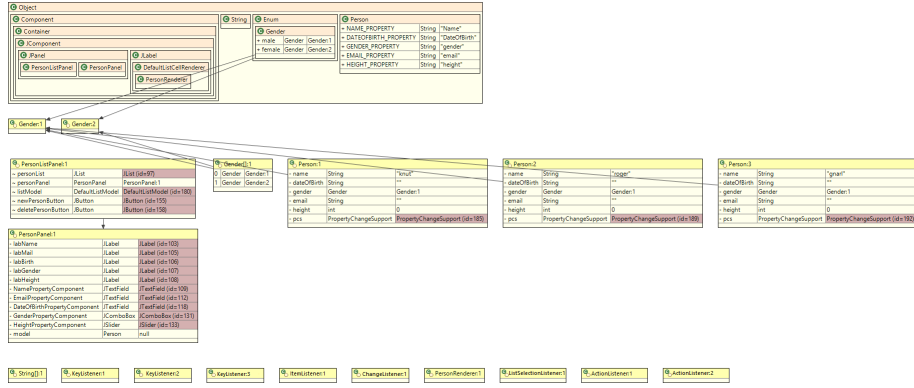 Object
Component
Container
JComponent
JPanel
PersonListPanel
PersonPanel
JLabel
DefaultListCellRenderer
PersonRenderer
String
Enum
Gender
+ male Gender Gender:1
+ female Gender Gender:2
Person
+ NAME_PROPERTY String "Name"
+ DATEOFBIRTH_PROPERTY String "DateOfBirth"
+ GENDER_PROPERTY String "gender"
+ EMAIL_PROPERTY String "email"
+ HEIGHT_PROPERTY String "height"
Gender:1
Gender:2
PersonListPanel:1
~ personList JList JList (id=97)
~ personPanel PersonPanel PersonPanel:1
~ listModel DefaultListModel DefaultListModel (id=180)
~ newPersonButton JButton JButton (id=155)
~ deletePersonButton JButton JButton (id=158)
Gender[]:1
0 Gender Gender:1
1 Gender Gender:2
Person:1
- name String "knut"
- dateOfBirth String ""
- gender Gender Gender:1
- email String ""
- height int 0
- pcs PropertyChangeSupport PropertyChangeSupport (id=185)
Person:2
- name String "roger"
- dateOfBirth String ""
- gender Gender Gender:1
- email String ""
- height int 0
- pcs PropertyChangeSupport PropertyChangeSupport (id=189)
Person:3
- name String "gnarl"
- dateOfBirth String ""
- gender Gender Gender:1
- email String ""
- height int 0
- pcs PropertyChangeSupport PropertyChangeSupport (id=192)
PersonPanel:1
- labName JLabel JLabel (id=103)
- labMail JLabel JLabel (id=105)
- labBirth JLabel JLabel (id=106)
- labGender JLabel JLabel (id=107)
- labHeight JLabel JLabel (id=108)
- NamePropertyComponent JTextField JTextField (id=109)
- EmailPropertyComponent JTextField JTextField (id=112)
- DateOfBirthPropertyComponent JTextField JTextField (id=118)
- GenderPropertyComponent JComboBox JComboBox (id=131)
- HeightPropertyComponent JSlider JSlider (id=133)
- model Person null
String[]:1
KeyListener:1
KeyListener:2
KeyListener:3
ItemListener:1
ChangeListener:1
PersonRenderer:1
ListSelectionListener:1
ActionListener:1
ActionListener:2